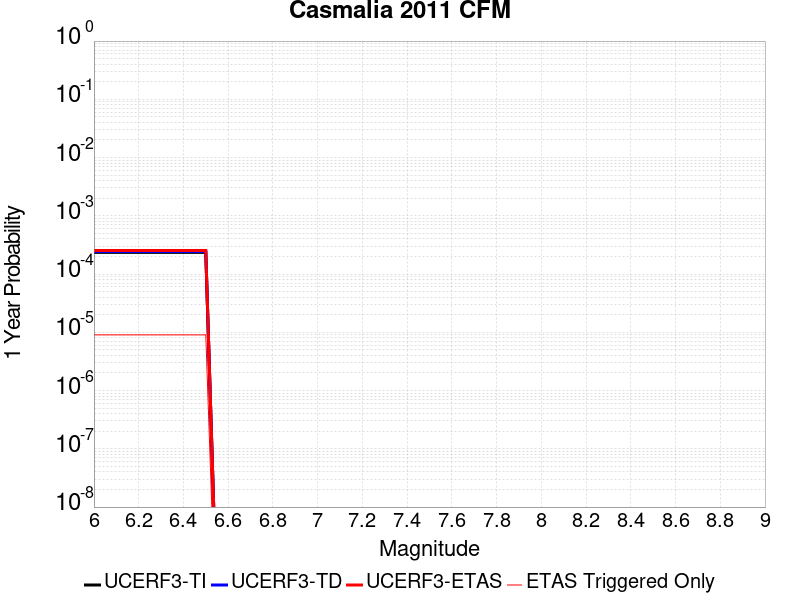 Casmalia 2011 CFM
10^0
10^-1
10^-2
10^-3
10^-4
10^-5
10^-6
10^-7
10^-8
1 Year Probability
6 6.2 6.4 6.6 6.8 7 7.2 7.4 7.6 7.8 8 8.2 8.4 8.6 8.8 9
Magnitude
UCERF3-TI UCERF3-TD UCERF3-ETAS ETAS Triggered Only